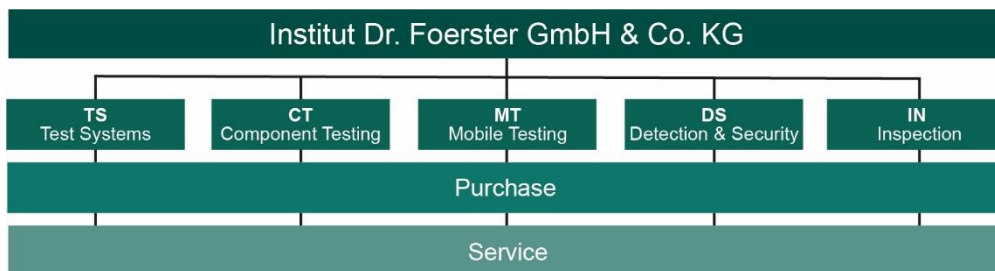 Institut Dr. Foerster GmbH & Co. KG
TS
Test Systems
CT
Component Testing
MT
Mobile Testing
DS
Detection & Security
IN
Inspection
Purchase
Service